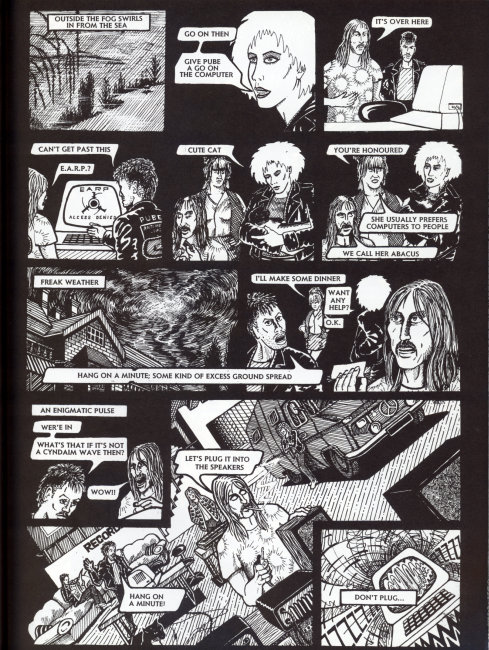 OUTSIDE THE FOG SWIRLS
IN FROM THE SEA
GO ON THEN
GIVE PUBE
A GO ON
THE COMPUTER
IT'S OVER HERE
CAN'T GET PAST THIS
E.A.R.P.?
E A R P
ACCESS DENIED
PUBE
CUTE CAT
YOU'RE HONOURED
SHE USUALLY PREFERS
COMPUTERS TO PEOPLE
WE CALL HER ABACUS
FREAK WEATHER
HANG ON A MINUTE; SOME KIND OF EXCESS GROUND SPREAD
I'LL MAKE SOME DINNER
WANT
ANY
HELP?
O.K.
AN ENIGMATIC PULSE
WER'E IN
WHAT'S THAT IF IT'S NOT
A CYNDAIM WAVE THEN?
WOW!!
LET'S PLUG IT INTO
THE SPEAKERS
RECORD
HANG ON
A MINUTE!
DON'T PLUG...